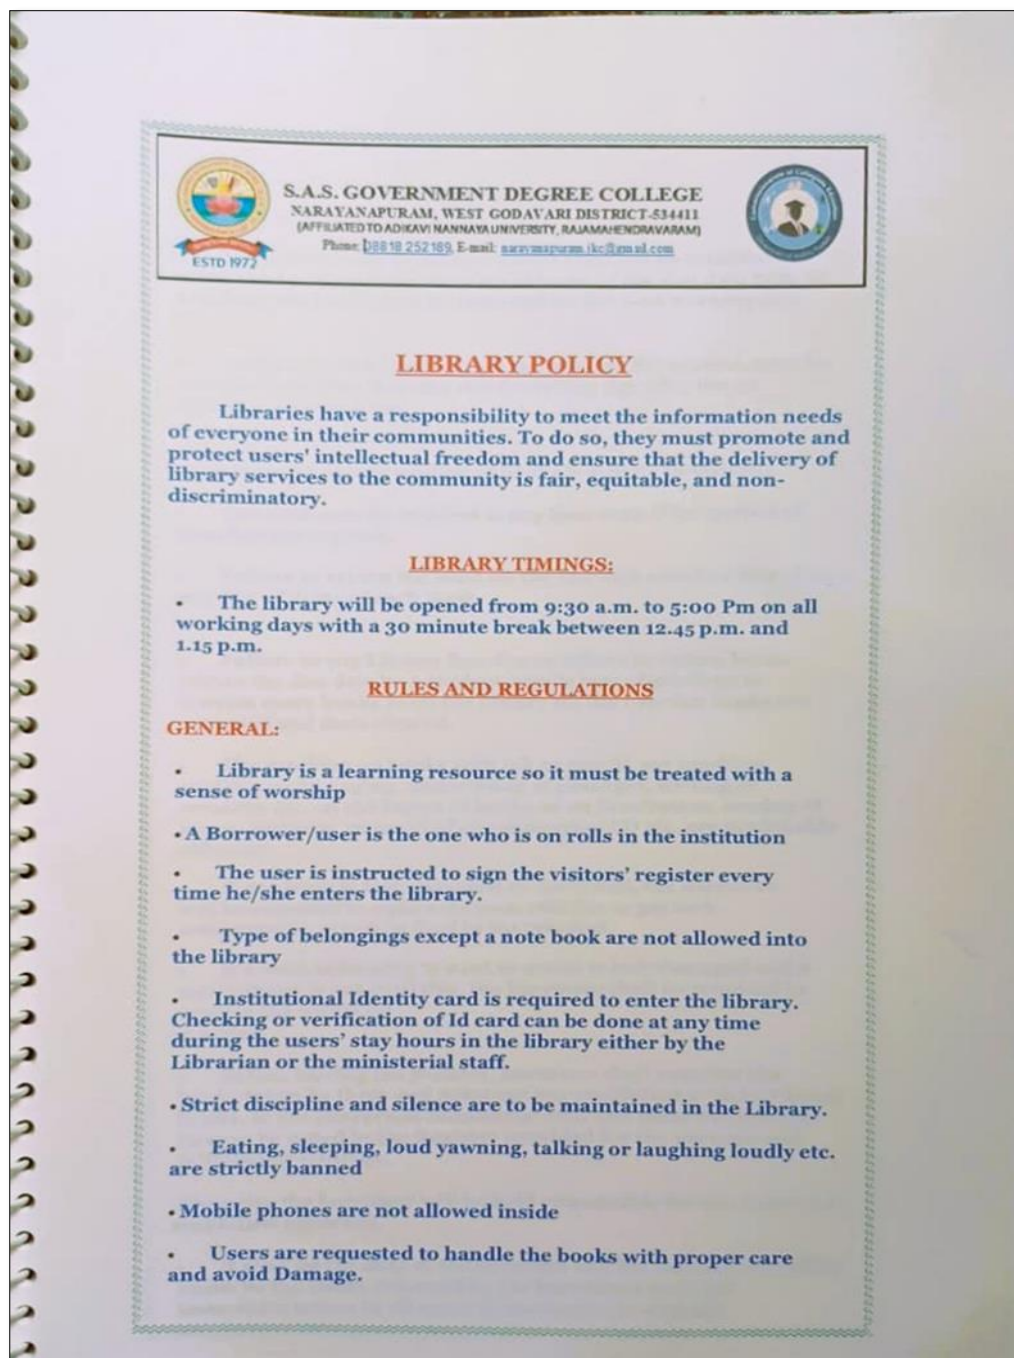 S.A.S. GOVERNMENT DEGREE COLLEGE
NARAYANAPURAM, WEST GODAVARI DISTRICT-534411
(AFFILIATED TO ADIKAVI NANNAYA UNIVERSITY, RAJAMAHENDRAVARAM)
Phone: 08818 252189, E-mail: narayanapuram.jkc@gmail.com
ESTD 1972
LIBRARY POLICY
Libraries have a responsibility to meet the information needs
of everyone in their communities. To do so, they must promote and
protect users' intellectual freedom and ensure that the delivery of
library services to the community is fair, equitable, and non-
discriminatory.
LIBRARY TIMINGS:
• The library will be opened from 9:30 a.m. to 5:00 Pm on all
working days with a 30 minute break between 12.45 p.m. and
1.15 p.m.
RULES AND REGULATIONS
GENERAL:
• Library is a learning resource so it must be treated with a
sense of worship
• A Borrower/user is the one who is on rolls in the institution
• The user is instructed to sign the visitors' register every
time he/she enters the library.
• Type of belongings except a note book are not allowed into
the library
• Institutional Identity card is required to enter the library.
Checking or verification of Id card can be done at any time
during the users' stay hours in the library either by the
Librarian or the ministerial staff.
• Strict discipline and silence are to be maintained in the Library.
• Eating, sleeping, loud yawning, talking or laughing loudly etc.
are strictly banned
• Mobile phones are not allowed inside
• Users are requested to handle the books with proper care
and avoid Damage.